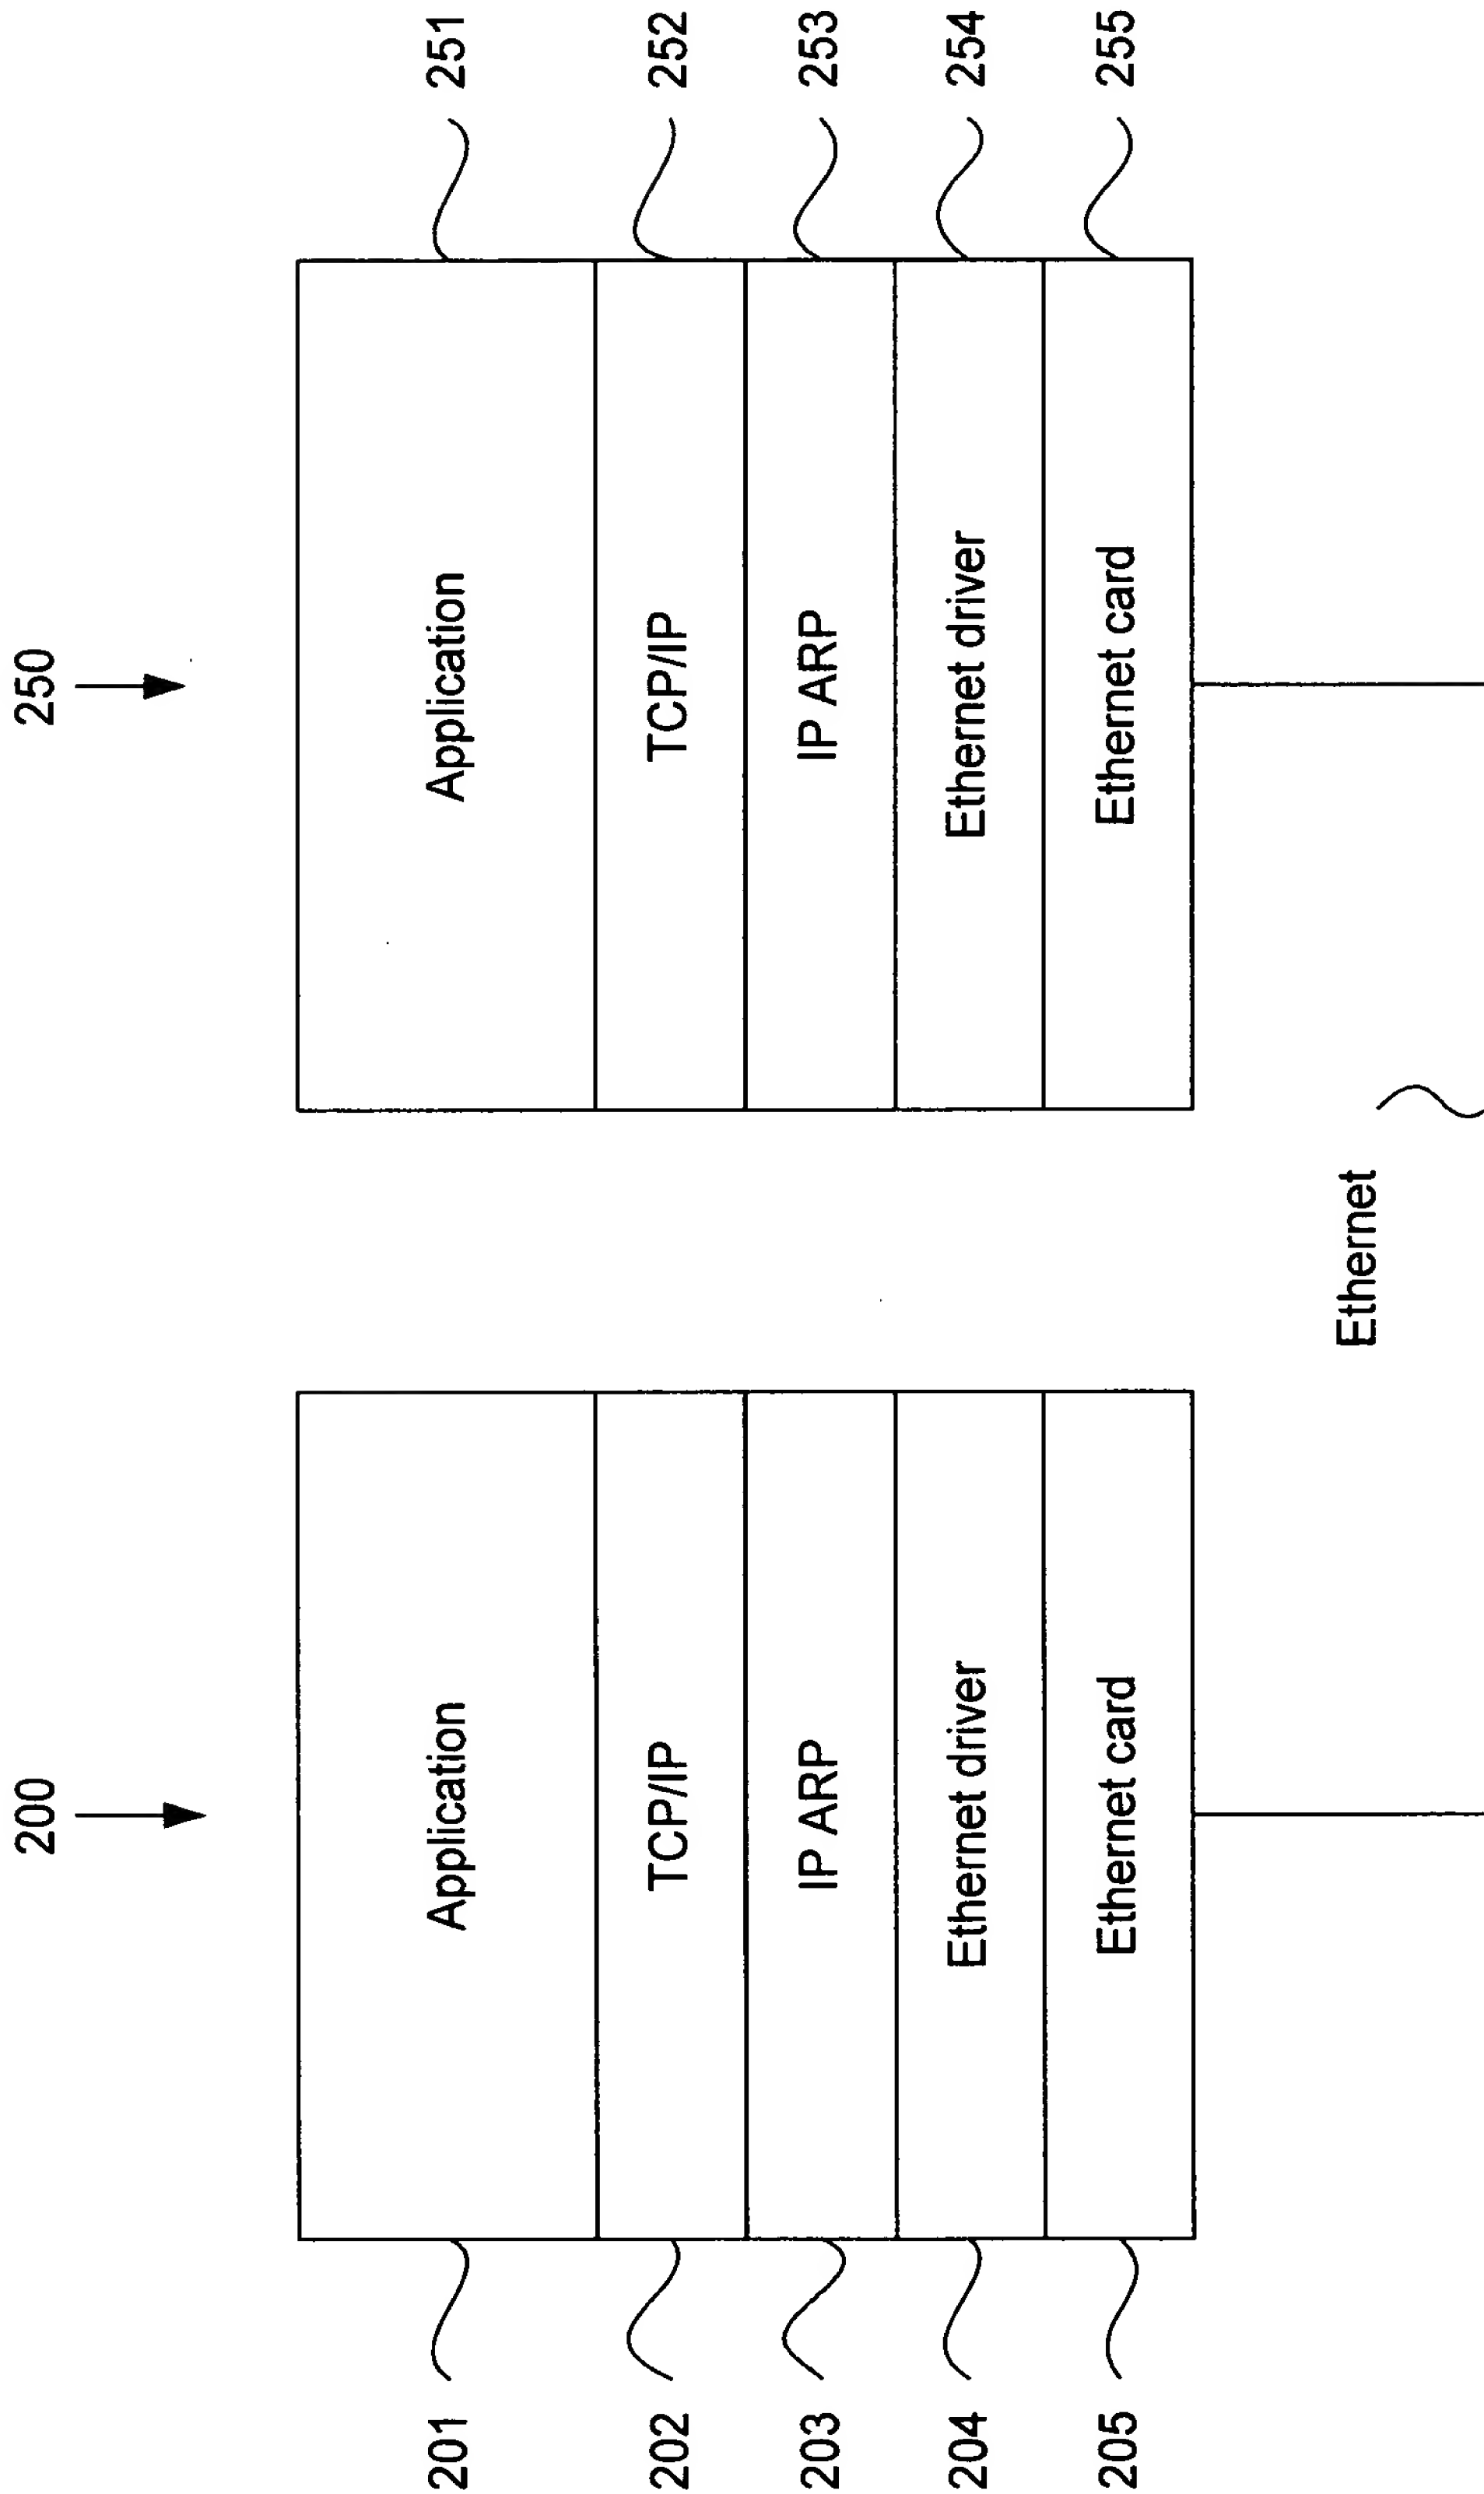 200
250
201
Application
Application
251
202
TCP/IP
TCP/IP
252
203
IP ARP
IP ARP
253
204
Ethernet driver
Ethernet driver
254
205
Ethernet card
Ethernet card
255
Ethernet